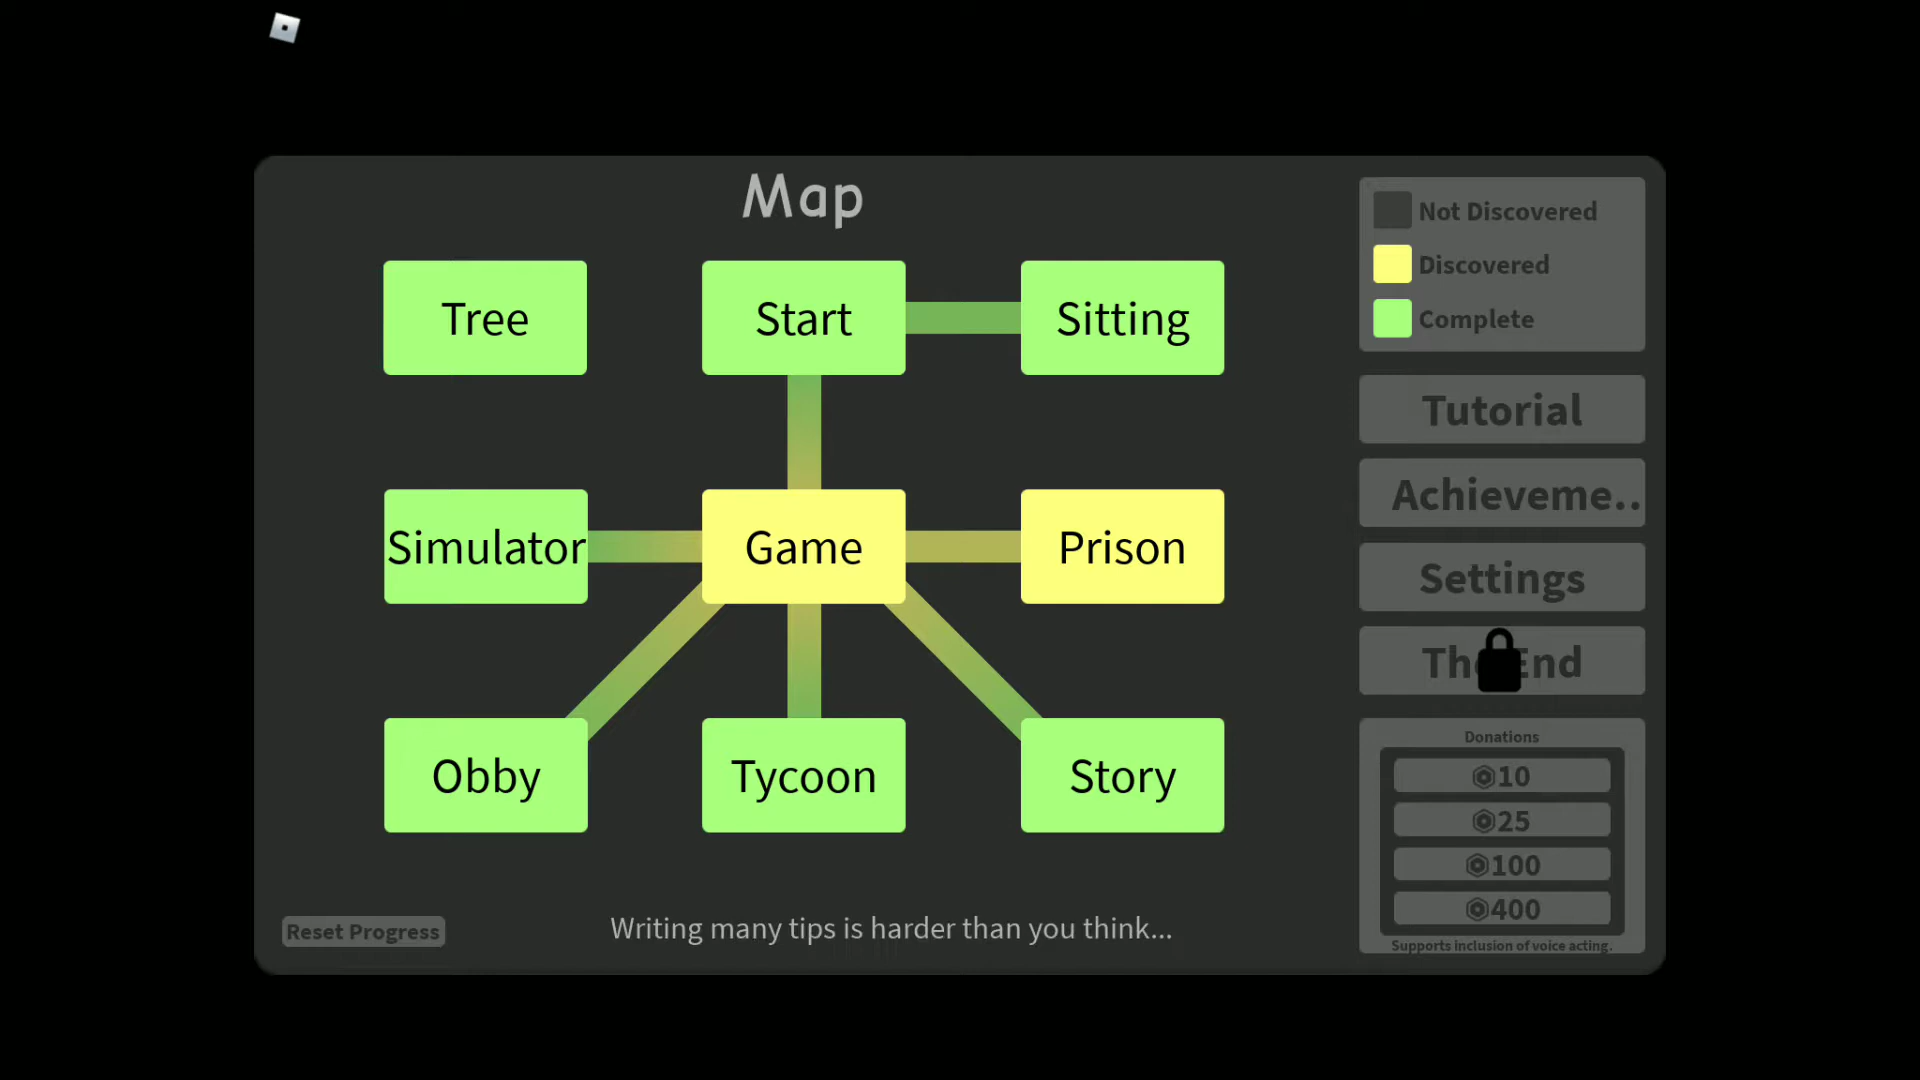 Map
Tree
Start
Sitting
Simulator
Game
Prison
Obby
Tycoon
Story
Reset Progress
Writing many tips is harder than you think...
Not Discovered
Discovered
Complete
Tutorial
Achieveme..
Settings
The End
Donations
10
25
100
400
Supports inclusion of voice acting.